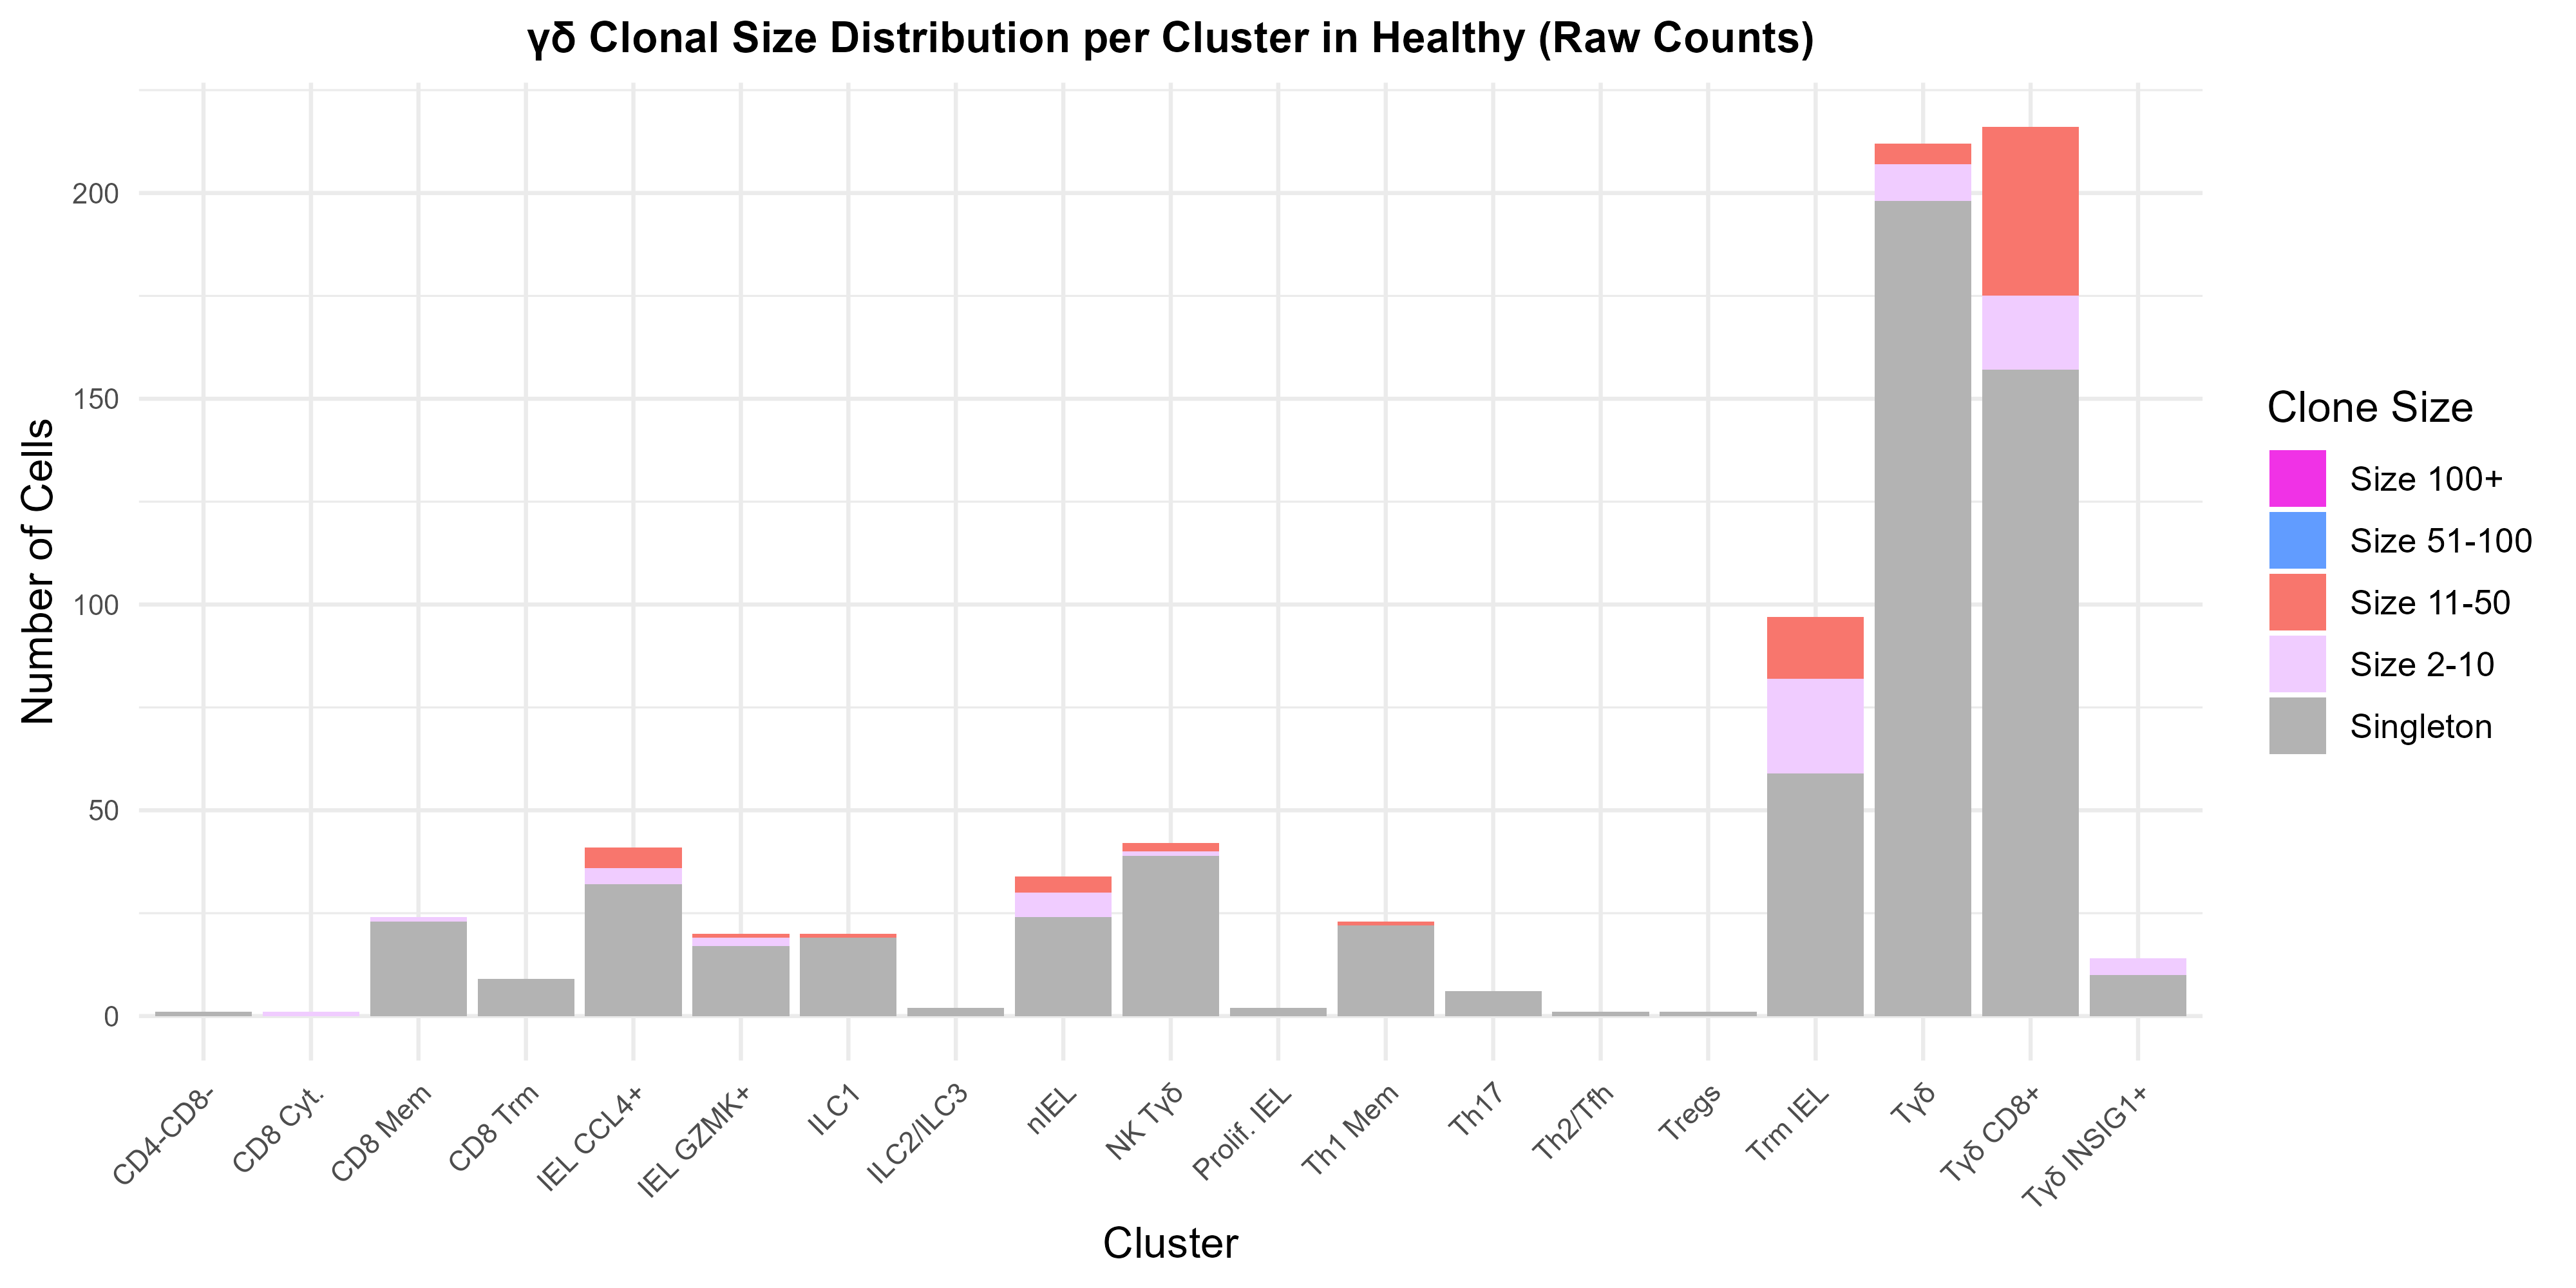 γδ Clonal Size Distribution per Cluster in Healthy (Raw Counts)
Number of Cells
200
150
100
50
0
CD4-CD8-
CD8 Cyt.
CD8 Mem
CD8 Trm
IEL CCL4+
IEL GZMK+
ILC1
ILC2/ILC3
nIEL
NK Tγδ
Prolif. IEL
Th1 Mem
Th17
Th2/Tfh
Tregs
Trm IEL
Tγδ
Tγδ CD8+
Tγδ INSIG1+
Cluster
Clone Size
Size 100+
Size 51-100
Size 11-50
Size 2-10
Singleton